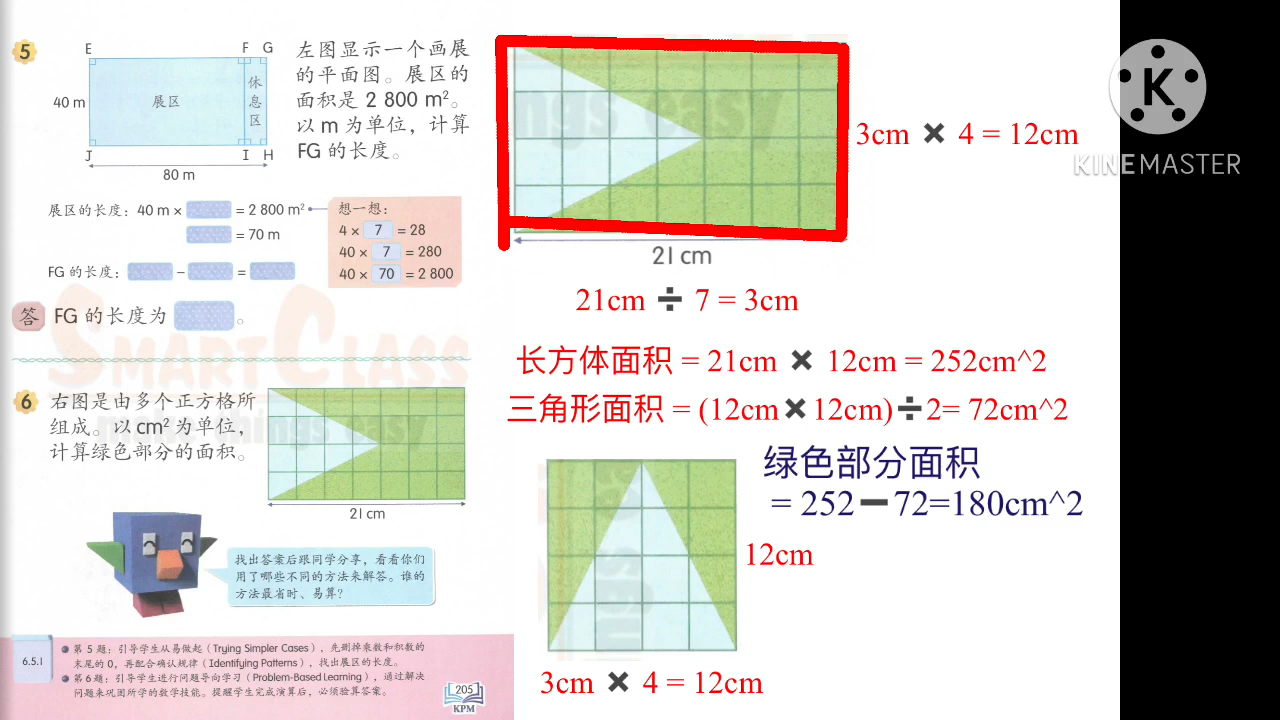 5
E F G
左图显示一个画展
的平面图。展区的
面积是 2 800 m²。
以 m 为单位，计算
FG 的长度。
40 m
展区
休息区
J I H
80 m
展区的长度：40 m × = 2 800 m²
= 70 m
FG 的长度： − =
想一想：
4 × 7 = 28
40 × 7 = 280
40 × 70 = 2 800
答 FG 的长度为 。
SMART CLASS
make things easy
6
右图是由多个正方格所
组成。以 cm² 为单位，
计算绿色部分的面积。
21 cm
找出答案后跟同学分享，看看你们
用了哪些不同的方法来解答。谁的
方法最省时、易算？
6.5.1
● 第 5 题：引导学生从易做起（Trying Simpler Cases），先删掉乘数和积数的
末尾的 0，再配合确认规律（Identifying Patterns），找出展区的长度。
● 第 6 题：引导学生进行问题导向学习（Problem-Based Learning），通过解决
问题来巩固所学的数学技能。提醒学生完成演算后，必须验算答案。
205
KPM
3cm ✖ 4 = 12cm
21 cm
21cm ➗ 7 = 3cm
长方体面积 = 21cm ✖ 12cm = 252cm^2
三角形面积 = (12cm✖12cm)➗2= 72cm^2
绿色部分面积
= 252➖72=180cm^2
12cm
3cm ✖ 4 = 12cm
K
KINEMASTER